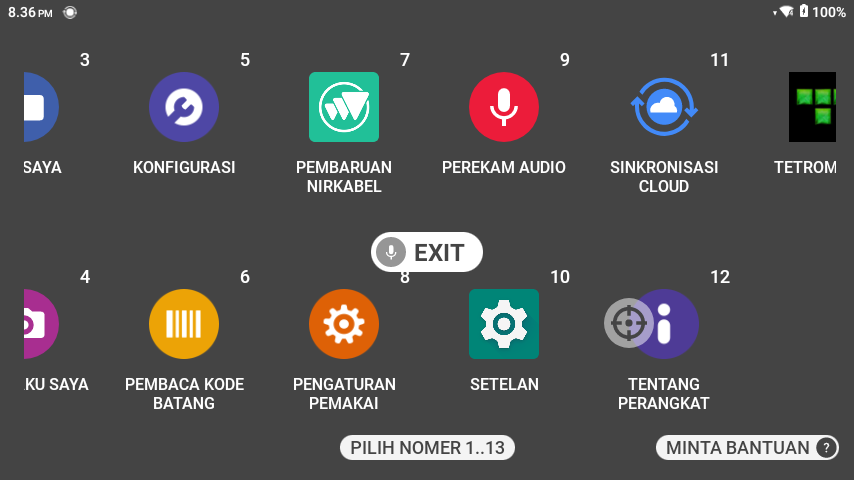 8.36 PM
100%
3
5
7
9
11
SAYA
KONFIGURASI
PEMBARUAN
NIRKABEL
PEREKAM AUDIO
SINKRONISASI
CLOUD
TETROM
EXIT
4
6
8
10
12
KU SAYA
PEMBACA KODE
BATANG
PENGATURAN
PEMAKAI
SETELAN
TENTANG
PERANGKAT
PILIH NOMER 1..13
MINTA BANTUAN ?